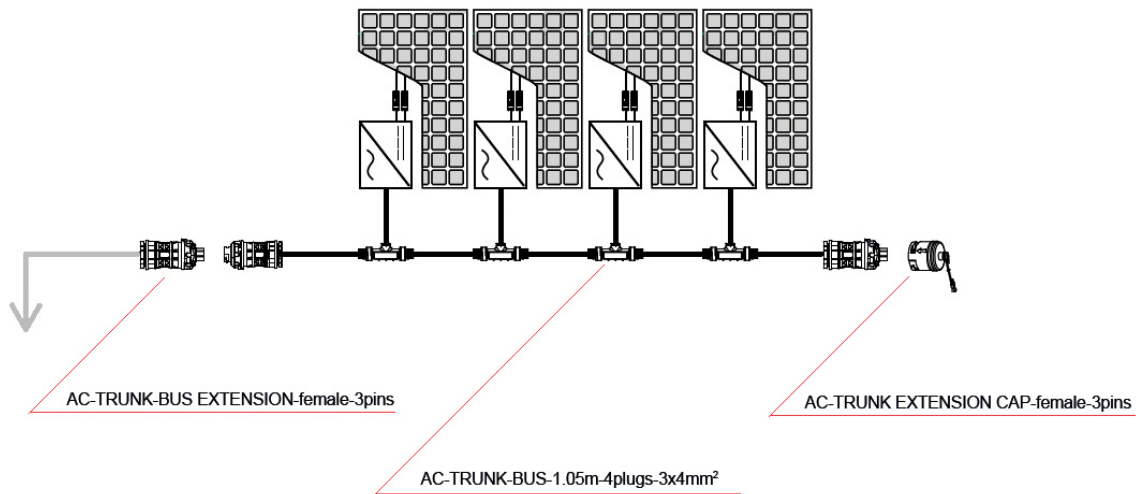 AC-TRUNK-BUS EXTENSION-female-3pins
AC-TRUNK EXTENSION CAP-female-3pins
AC-TRUNK-BUS-1.05m-4plugs-3x4mm²